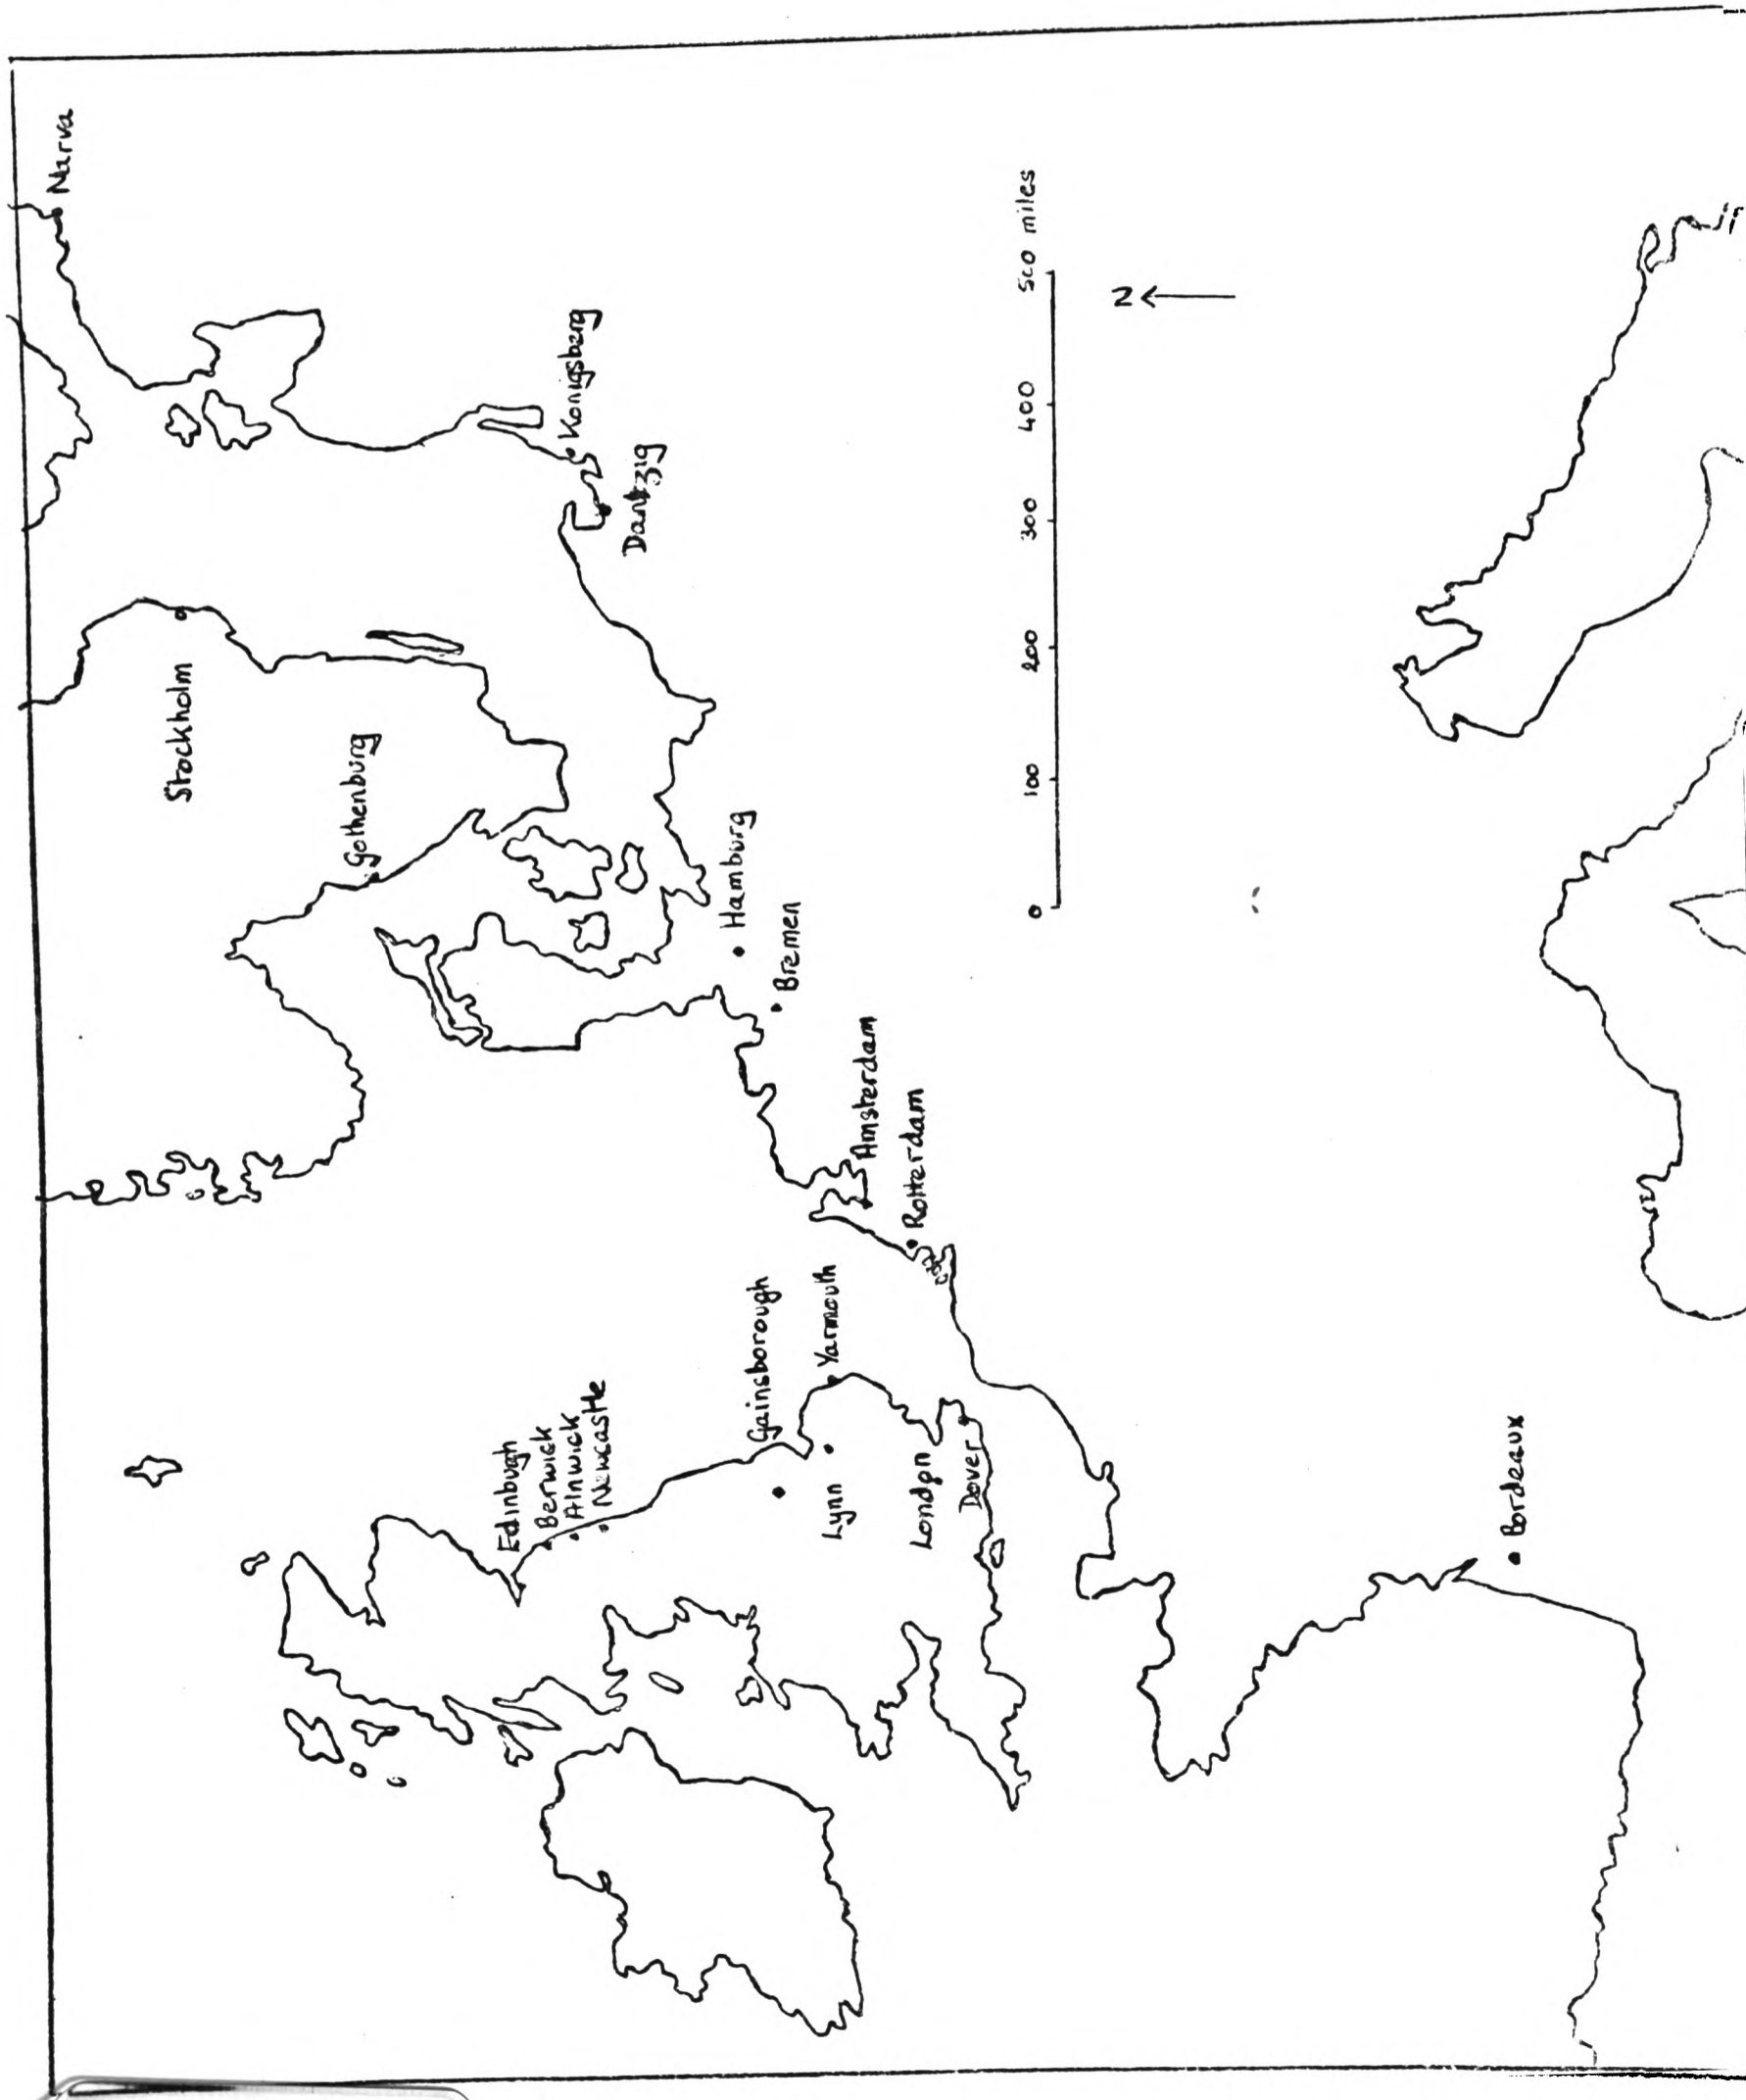 Narva
Stockholm
Gothenburg
Konigsberg
Dantzig
Hamburg
Bremen
Amsterdam
Rotterdam
Edinburgh
Berwick
Alnwick
Newcastle
Gainsborough
Yarmouth
Lynn
London
Dover
Bordeaux
0 100 200 300 400 500 miles
N